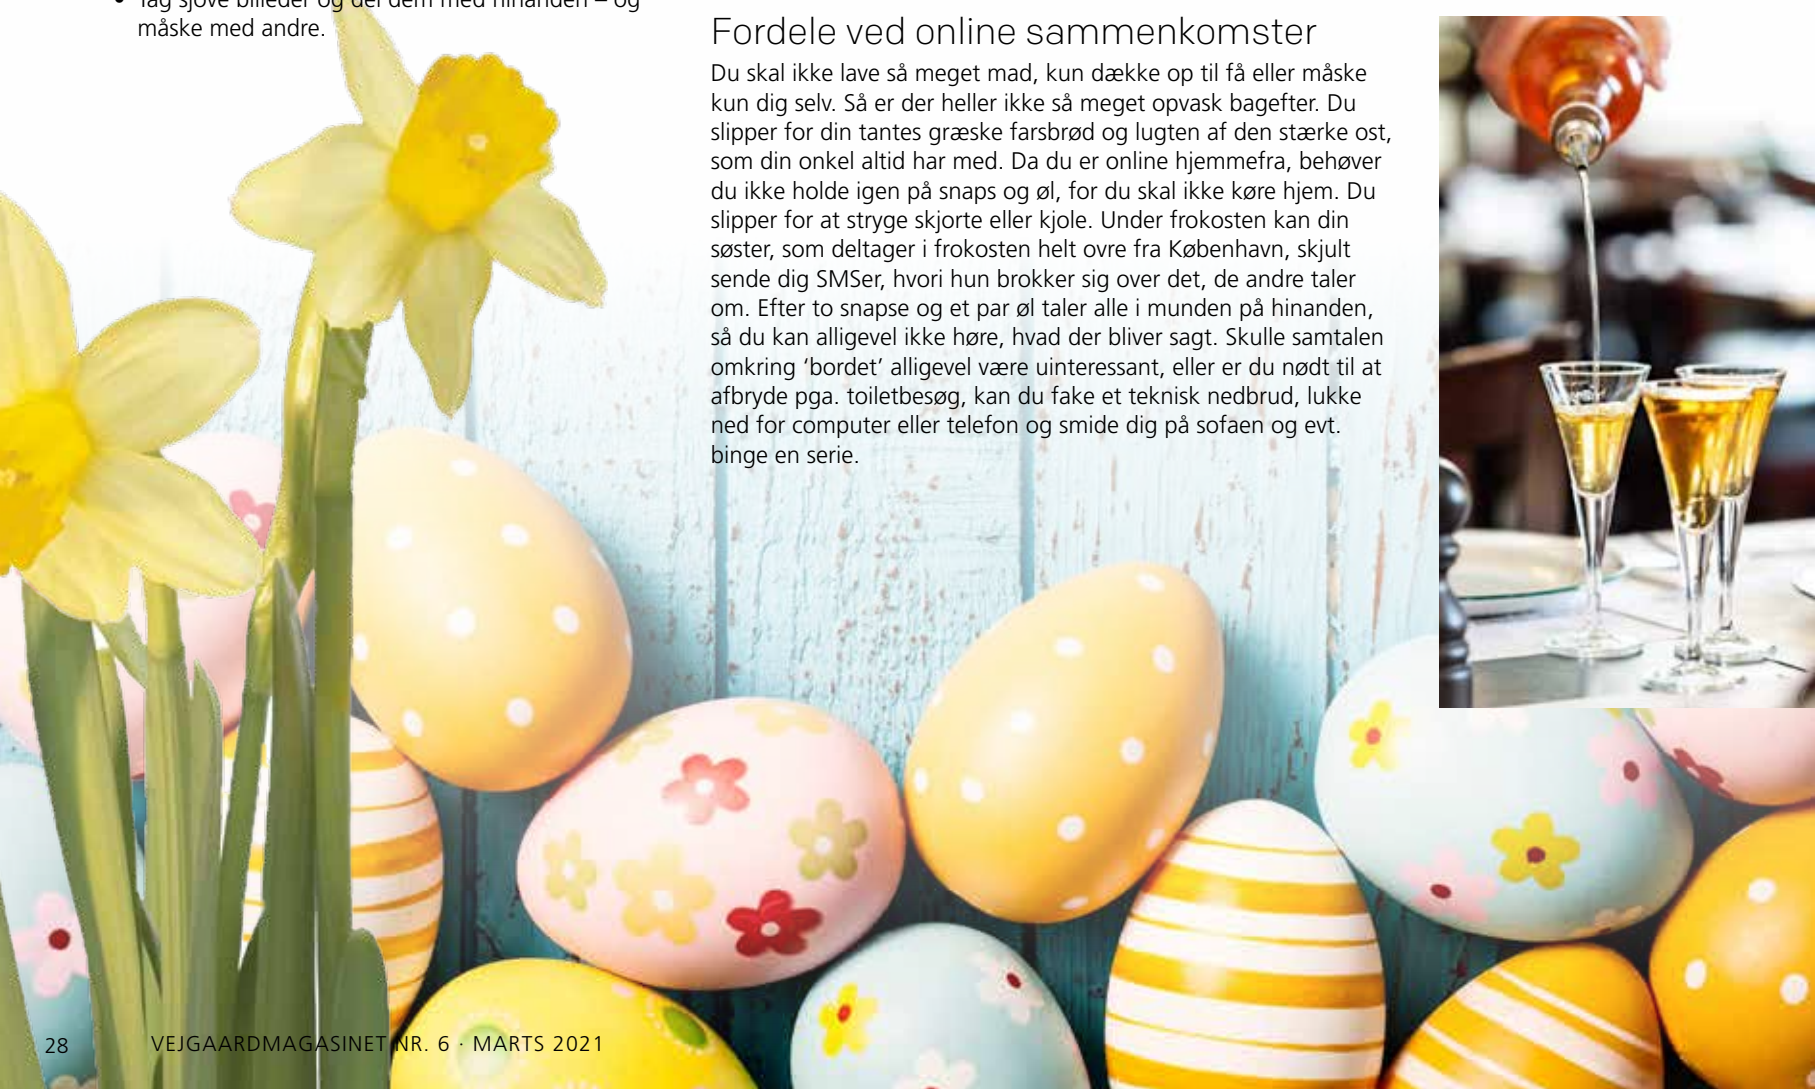 Tag sjove billeder og del dem med hinanden – og
måske med andre.
Fordele ved online sammenkomster
Du skal ikke lave så meget mad, kun dække op til få eller måske
kun dig selv. Så er der heller ikke så meget opvask bagefter. Du
slipper for din tantes græske farsbrød og lugten af den stærke ost,
som din onkel altid har med. Da du er online hjemmefra, behøver
du ikke holde igen på snaps og øl, for du skal ikke køre hjem. Du
slipper for at stryge skjorte eller kjole. Under frokosten kan din
søster, som deltager i frokosten helt ovre fra København, skjult
sende dig SMSer, hvori hun brokker sig over det, de andre taler
om. Efter to snapse og et par øl taler alle i munden på hinanden,
så du kan alligevel ikke høre, hvad der bliver sagt. Skulle samtalen
omkring ‘bordet’ alligevel være uinteressant, eller er du nødt til at
afbryde pga. toiletbesøg, kan du fake et teknisk nedbrud, lukke
ned for computer eller telefon og smide dig på sofaen og evt.
binge en serie.
28 VEJGAARDMAGASINET NR. 6 · MARTS 2021